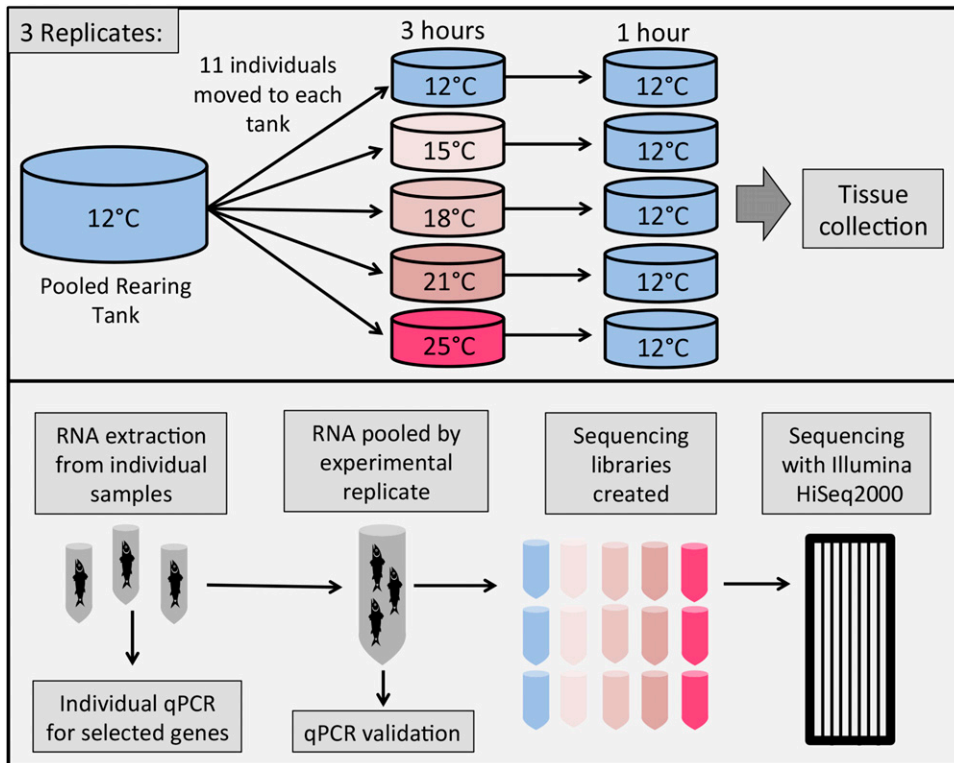 3 Replicates:
11 individuals
moved to each
tank
3 hours
1 hour
12°C
Pooled Rearing
Tank
12°C
12°C
15°C
12°C
18°C
12°C
21°C
12°C
25°C
12°C
Tissue
collection
RNA extraction
from individual
samples
RNA pooled by
experimental
replicate
Sequencing
libraries
created
Sequencing
with Illumina
HiSeq2000
Individual qPCR
for selected genes
qPCR validation